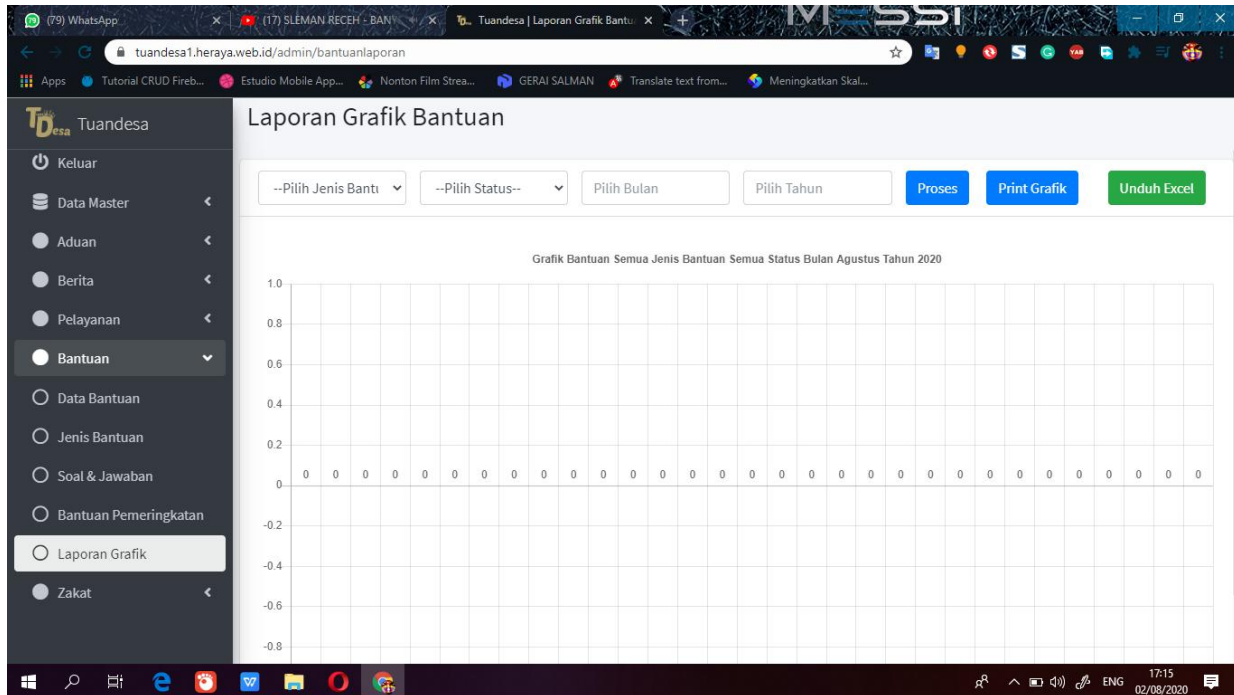 (79) WhatsApp
(17) SLEMAN RECEH - BAN
Tuandesa | Laporan Grafik Bantu
MESSI
tuandesa1.heraya.web.id/admin/bantuanlaporan
Apps
Tutorial CRUD Fireb...
Estudio Mobile App...
Nonton Film Strea...
GERAI SALMAN
Translate text from...
Meningkatkan Skal...
TDesa Tuandesa
Keluar
Data Master
Aduan
Berita
Pelayanan
Bantuan
Data Bantuan
Jenis Bantuan
Soal & Jawaban
Bantuan Pemeringkatan
Laporan Grafik
Zakat
Laporan Grafik Bantuan
--Pilih Jenis Bantu
--Pilih Status--
Pilih Bulan
Pilih Tahun
Proses
Print Grafik
Unduh Excel
Grafik Bantuan Semua Jenis Bantuan Semua Status Bulan Agustus Tahun 2020
1.0
0.8
0.6
0.4
0.2
0 0 0 0 0 0 0 0 0 0 0 0 0 0 0 0 0 0 0 0 0 0 0 0 0 0 0 0 0 0 0
0
-0.2
-0.4
-0.6
-0.8
ENG
17:15
02/08/2020